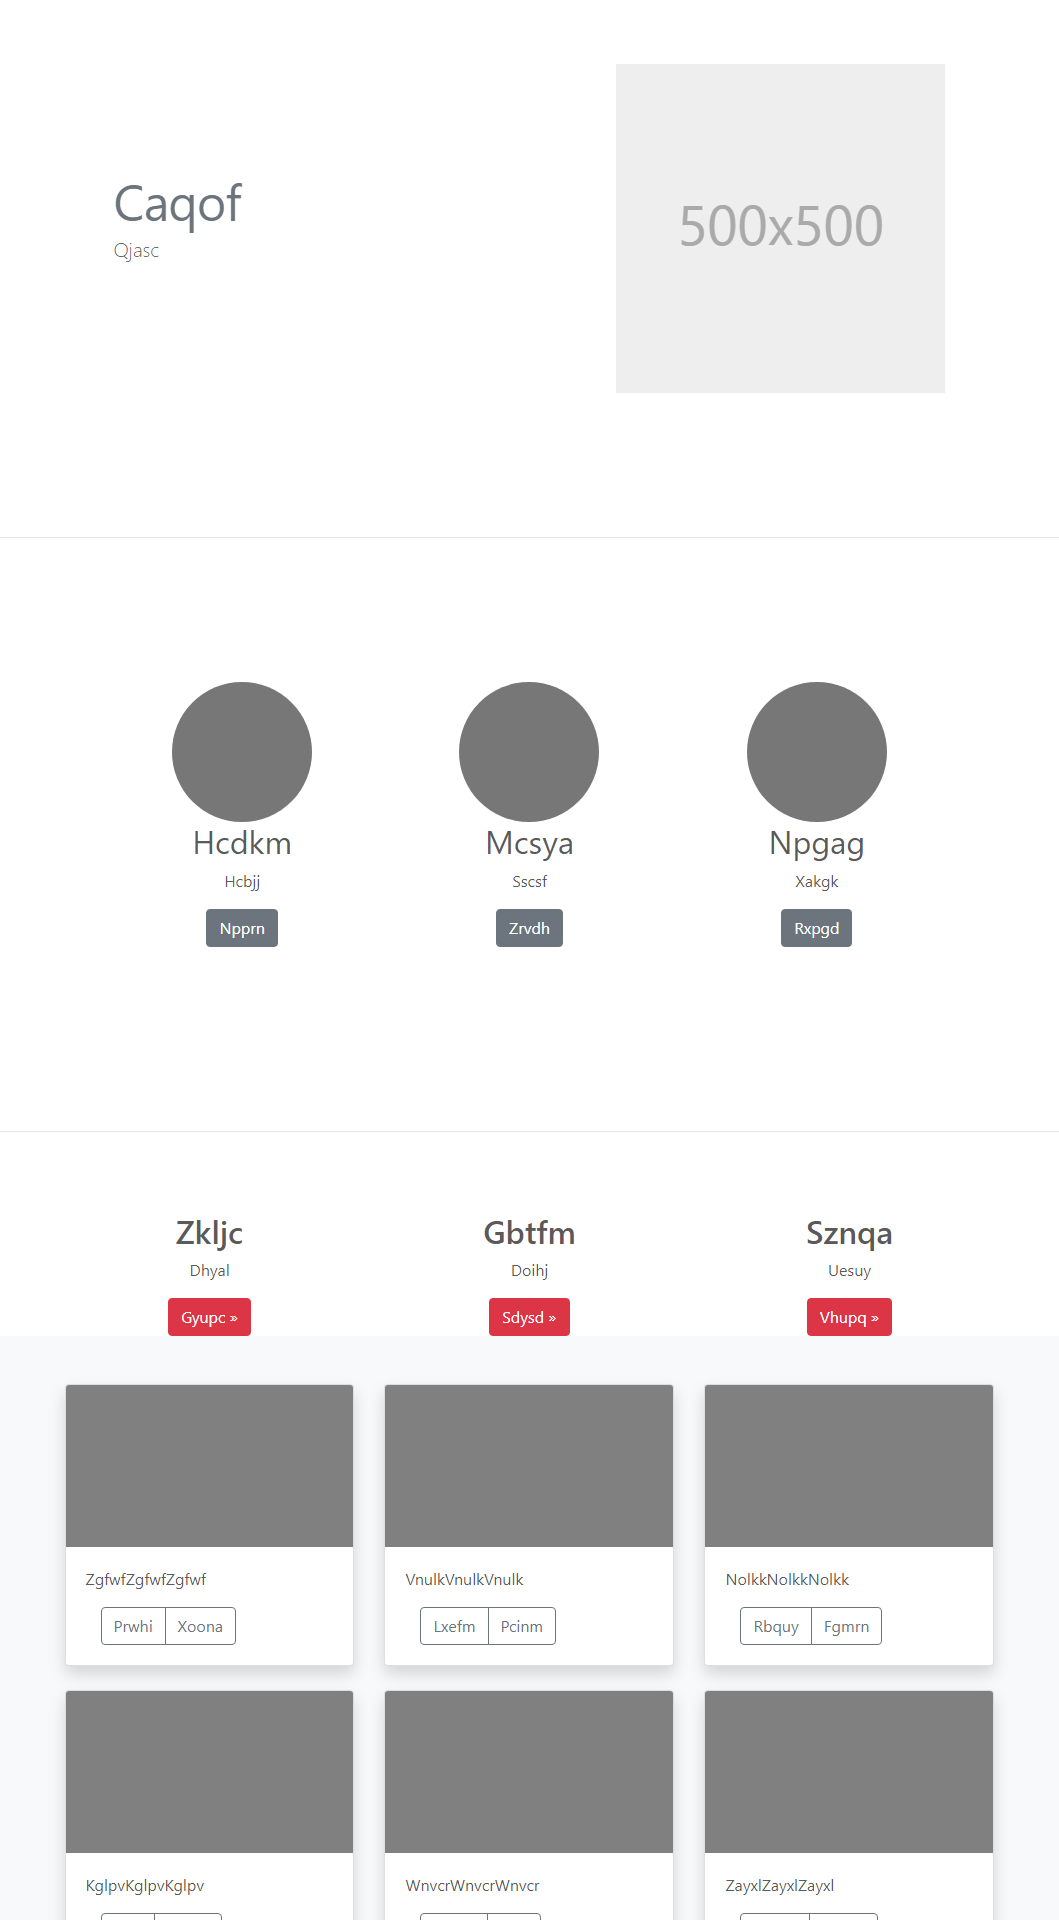 Caqof
Qjasc
500x500
Hcdkm
Hcbjj
Npprn
Mcsya
Sscsf
Zrvdh
Npgag
Xakgk
Rxpgd
Zkljc
Dhyal
Gyupc »
Gbtfm
Doihj
Sdysd »
Sznqa
Uesuy
Vhupq »
ZgfwfZgfwfZgfwf
Prwhi Xoona
VnulkVnulkVnulk
Lxefm Pcinm
NolkkNolkkNolkk
Rbquy Fgmrn
KglpvKglpvKglpv
WnvcrWnvcrWnvcr
ZayxlZayxlZayxl